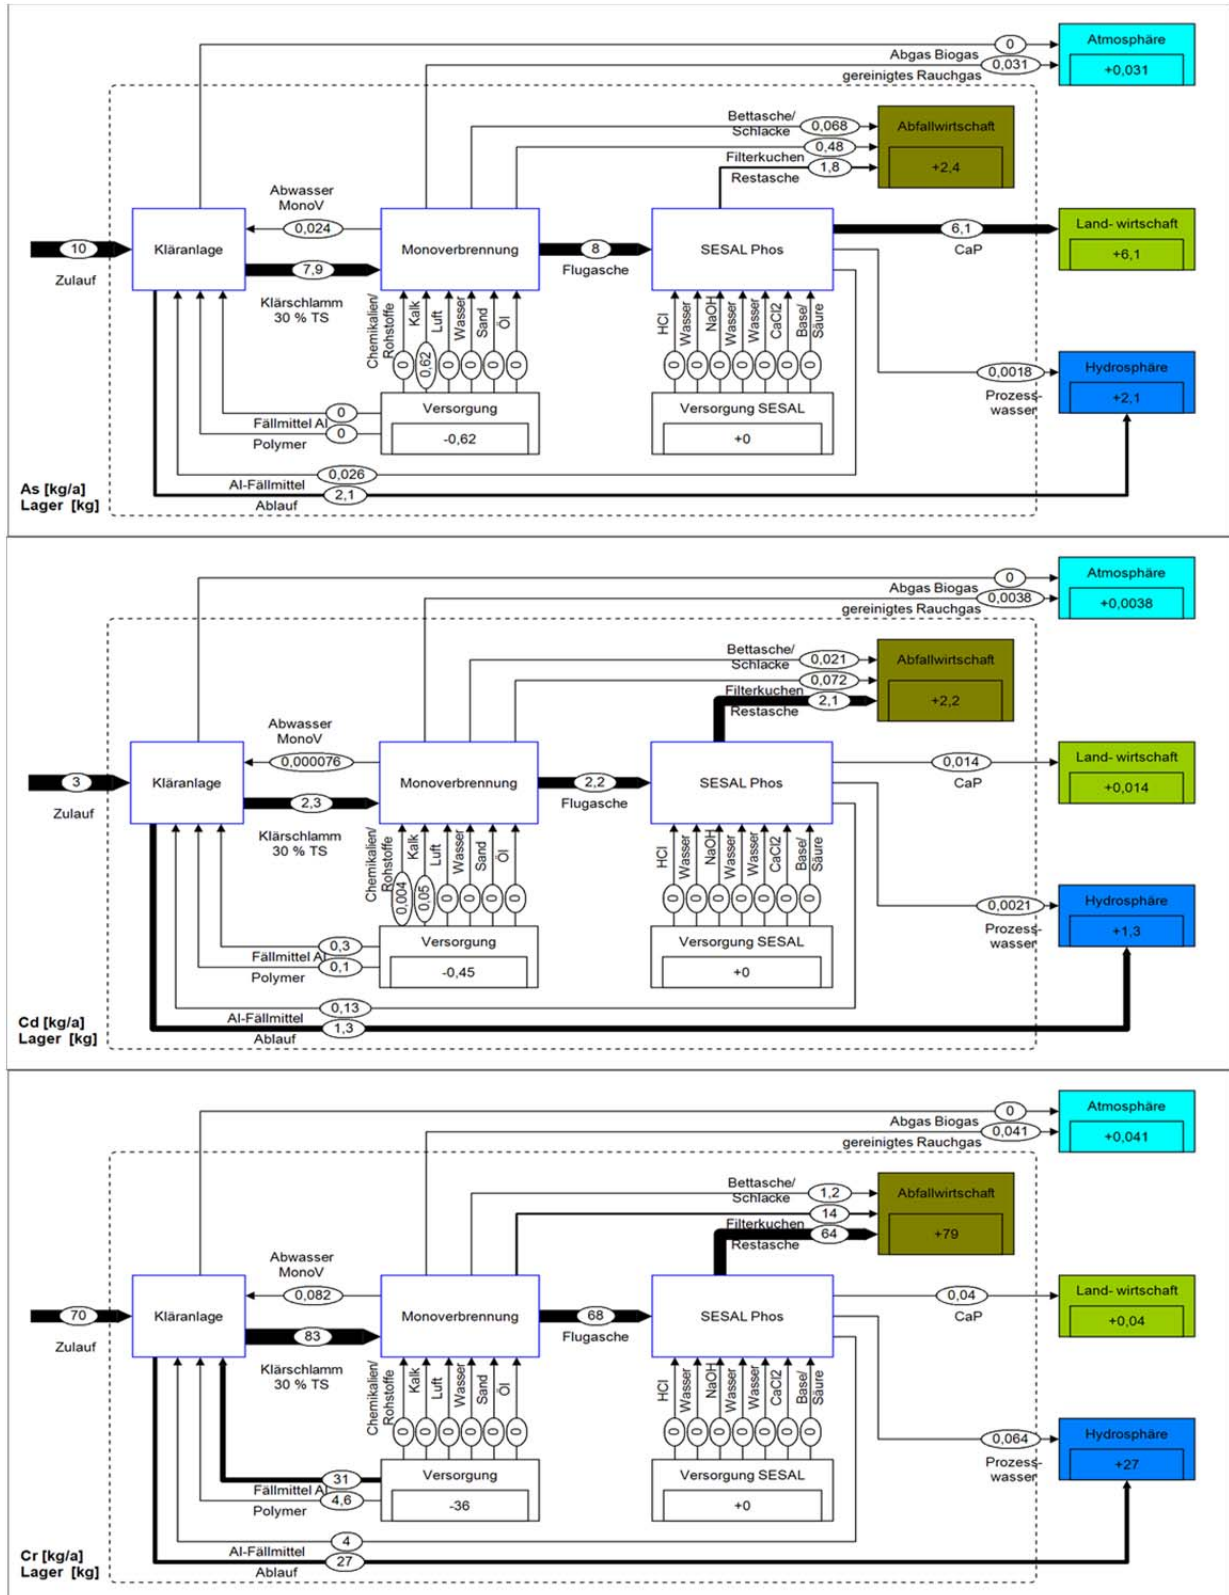 0
Atmosphäre
Abgas Biogas
0,031
+0,031
gereinigtes Rauchgas
Bettasche/
Schlacke
0,068
Abfallwirtschaft
0,48
Filterkuchen
1,8
Restasche
+2,4
Abwasser
MonoV
0,024
10
Zulauf
Kläranlage
7,9
Klärschlamm
30 % TS
Monoverbrennung
8
Flugasche
SESAL Phos
6,1
CaP
Land- wirtschaft
+6,1
Chemikalien/
Rohstoffe
Kalk
Luft
Wasser
Sand
Öl
0
0,62
0
0
0
0
HCl
Wasser
NaOH
Wasser
Wasser
CaCl2
Base/
Säure
0
0
0
0
0
0
0
0,0018
Prozess-
wasser
Hydrosphäre
+2,1
Versorgung
-0,62
Versorgung SESAL
+0
0
Fällmittel Al
0
Polymer
0,026
Al-Fällmittel
2,1
Ablauf
As [kg/a]
Lager [kg]
0
Atmosphäre
Abgas Biogas
0,0038
+0,0038
gereinigtes Rauchgas
Bettasche/
Schlacke
0,021
Abfallwirtschaft
0,072
Filterkuchen
2,1
Restasche
+2,2
Abwasser
MonoV
0,000076
3
Zulauf
Kläranlage
2,3
Klärschlamm
30 % TS
Monoverbrennung
2,2
Flugasche
SESAL Phos
0,014
CaP
Land- wirtschaft
+0,014
Chemikalien/
Rohstoffe
Kalk
Luft
Wasser
Sand
Öl
0,004
0,05
0
0
0
0
HCl
Wasser
NaOH
Wasser
Wasser
CaCl2
Base/
Säure
0
0
0
0
0
0
0
0,0021
Prozess-
wasser
Hydrosphäre
+1,3
Versorgung
-0,45
Versorgung SESAL
+0
0,3
Fällmittel Al
0,1
Polymer
0,13
Al-Fällmittel
1,3
Ablauf
Cd [kg/a]
Lager [kg]
0
Atmosphäre
Abgas Biogas
0,041
+0,041
gereinigtes Rauchgas
Bettasche/
Schlacke
1,2
Abfallwirtschaft
14
Filterkuchen
64
Restasche
+79
Abwasser
MonoV
0,082
70
Zulauf
Kläranlage
83
Klärschlamm
30 % TS
Monoverbrennung
68
Flugasche
SESAL Phos
0,04
CaP
Land- wirtschaft
+0,04
Chemikalien/
Rohstoffe
Kalk
Luft
Wasser
Sand
Öl
0
0
0
0
0
0
HCl
Wasser
NaOH
Wasser
Wasser
CaCl2
Base/
Säure
0
0
0
0
0
0
0
0,064
Prozess-
wasser
Hydrosphäre
+27
Versorgung
-36
Versorgung SESAL
+0
31
Fällmittel Al
4,6
Polymer
4
Al-Fällmittel
27
Ablauf
Cr [kg/a]
Lager [kg]